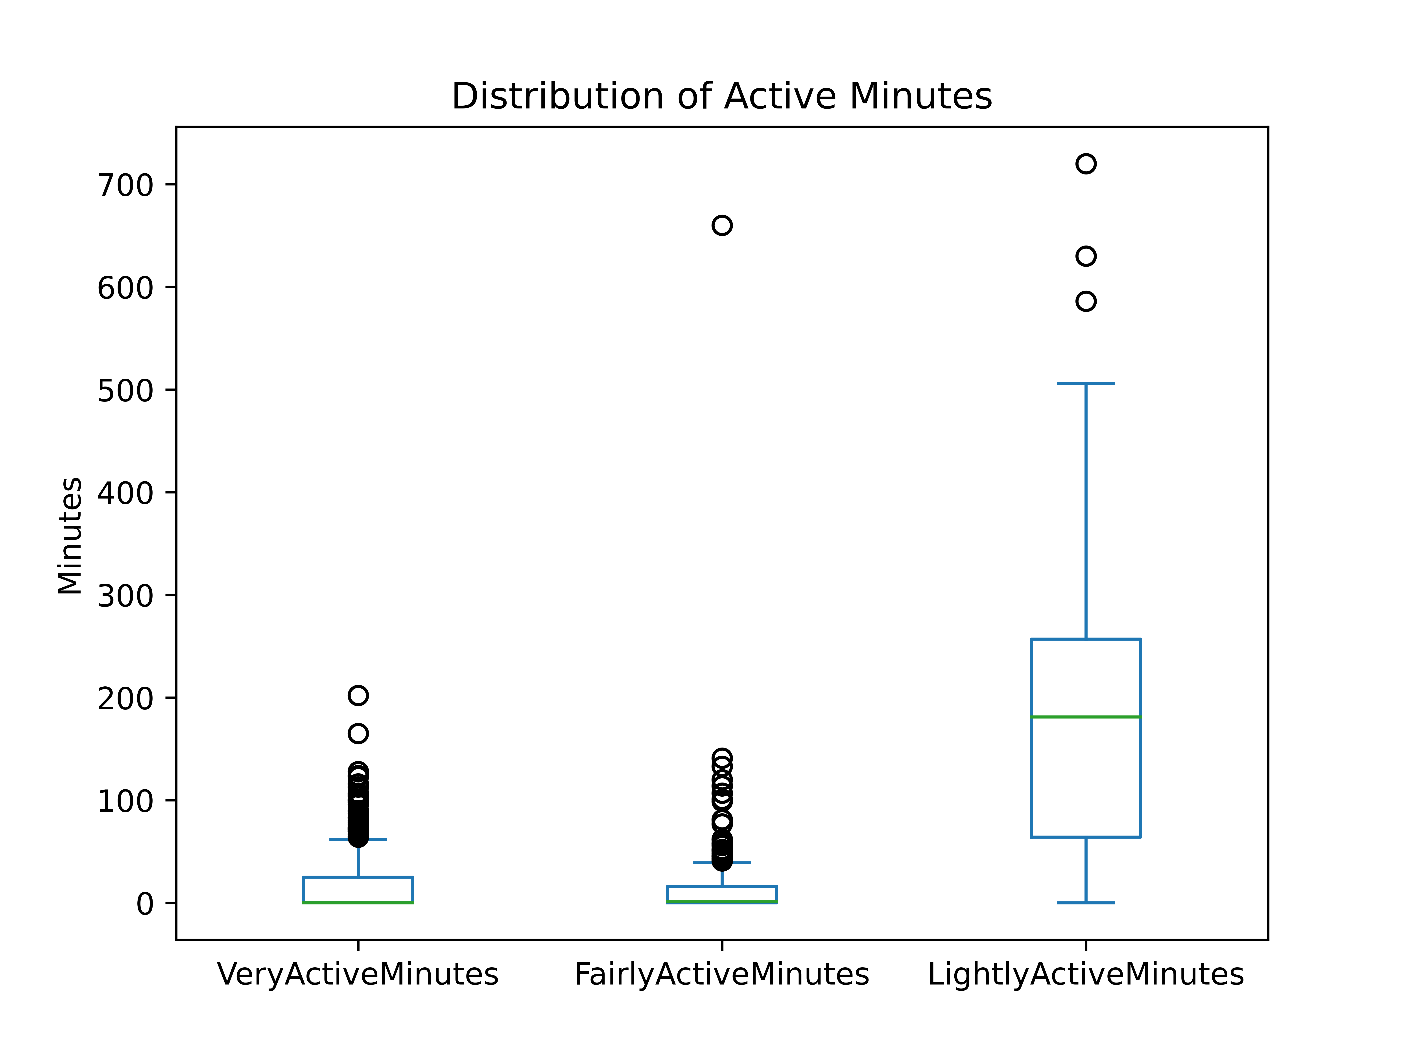 Distribution of Active Minutes
Minutes
700
600
500
400
300
200
100
0
VeryActiveMinutes
FairlyActiveMinutes
LightlyActiveMinutes